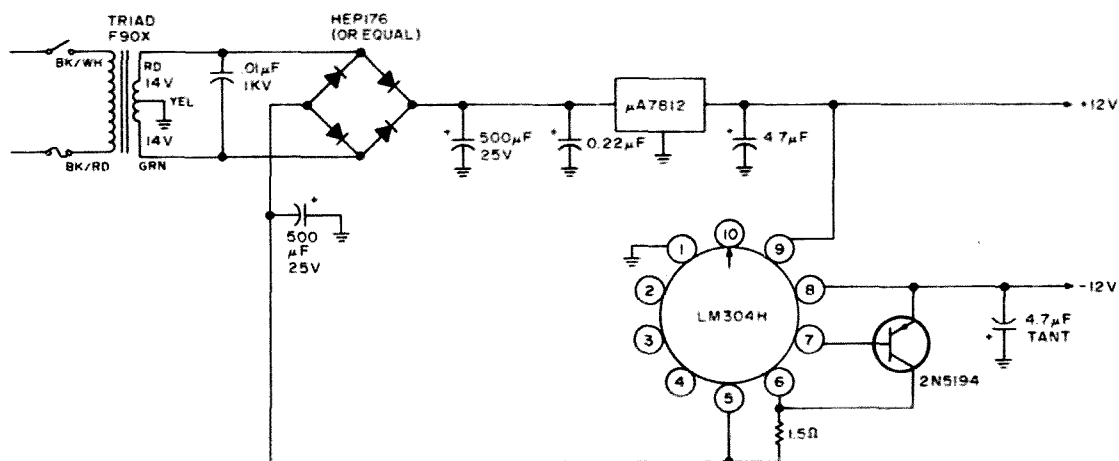 TRIAD
F90X
HEP176
(OR EQUAL)
BK/WH
RD
14V
YEL
14V
GRN
BK/RD
.01µF
1KV
+
500µF
25V
+
0.22µF
µA7812
+
4.7µF
+12V
+
500
µF
25V
1
2
3
4
5
6
7
8
9
10
LM304H
-12V
4.7µF
TANT
+
2N5194
1.5Ω